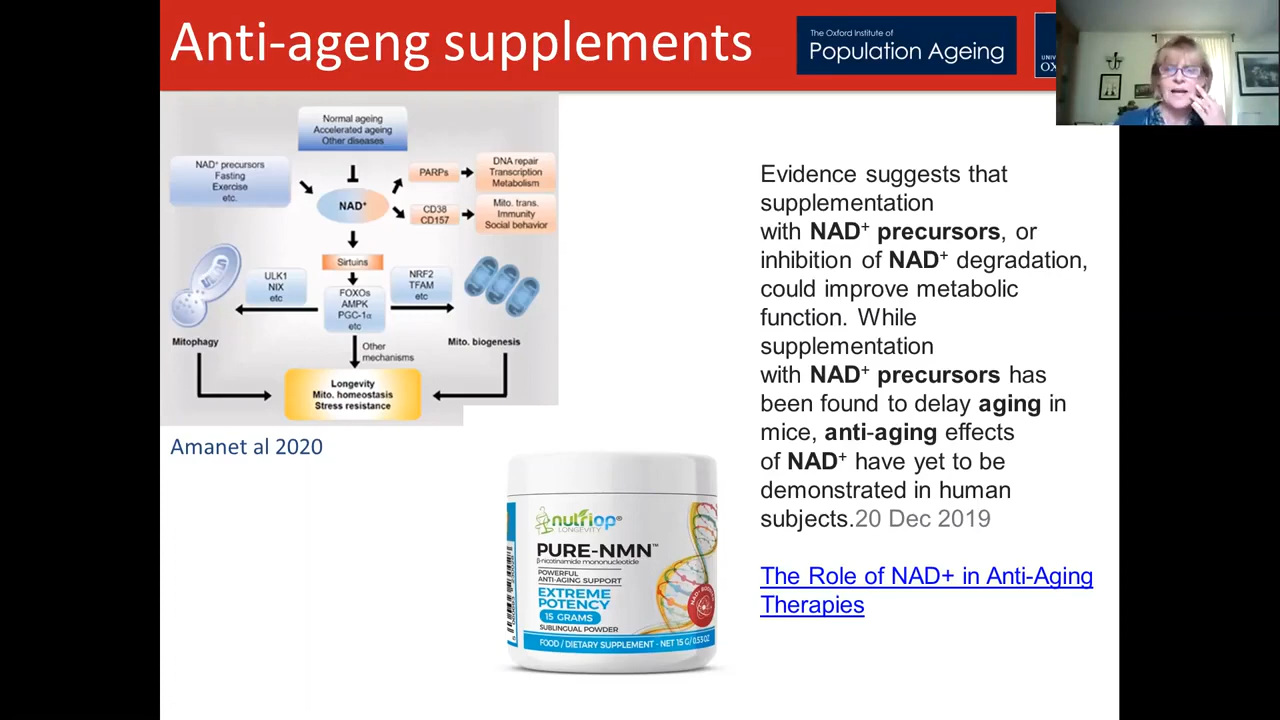 Anti-ageng supplements
The Oxford Institute of
Population Ageing
UNIV
OX
Normal ageing
Accelerated ageing
Other diseases
NAD⁺ precursors
Fasting
Exercise
etc.
NAD⁺
PARPs
DNA repair
Transcription
Metabolism
CD38
CD157
Mito. trans.
Immunity
Social behavior
Sirtuins
ULK1
NIX
etc
FOXOs
AMPK
PGC-1α
etc
NRF2
TFAM
etc
Mitophagy
Mito. biogenesis
Other
mechanisms
Longevity
Mito. homeostasis
Stress resistance
Amanet al 2020
Evidence suggests that
supplementation
with NAD⁺ precursors, or
inhibition of NAD⁺ degradation,
could improve metabolic
function. While
supplementation
with NAD⁺ precursors has
been found to delay aging in
mice, anti-aging effects
of NAD⁺ have yet to be
demonstrated in human
subjects.20 Dec 2019
The Role of NAD+ in Anti-Aging
Therapies
nutriop®
LONGEVITY
PURE-NMN™
β-nicotinamide mononucleotide
POWERFUL
ANTI-AGING SUPPORT
EXTREME
POTENCY
15 GRAMS
SUBLINGUAL POWDER
FOOD / DIETARY SUPPLEMENT - NET 15 G/0.53 OZ